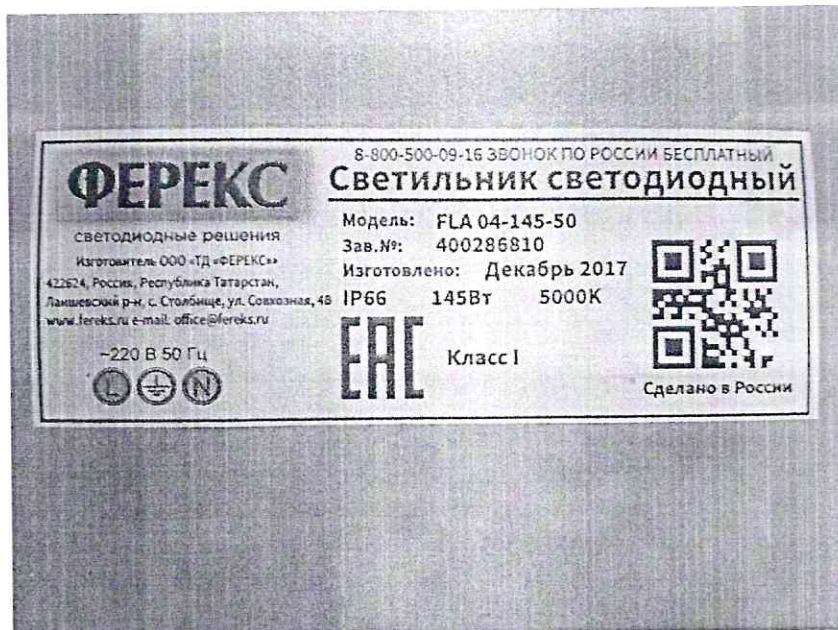 ФЕРЕКС
светодиодные решения
Изготовитель ООО «ТД «ФЕРЕКС»
422624, Россия, Республика Татарстан,
Лаишевский р-н, с. Столбище, ул. Совхозная, 4В
www.fereks.ru e-mail: office@fereks.ru
~220 В 50 Гц
L N
8-800-500-09-16 ЗВОНОК ПО РОССИИ БЕСПЛАТНЫЙ
Светильник светодиодный
Модель: FLA 04-145-50
Зав.№: 400286810
Изготовлено: Декабрь 2017
IP66 145Вт 5000К
EAC Класс I
Сделано в России